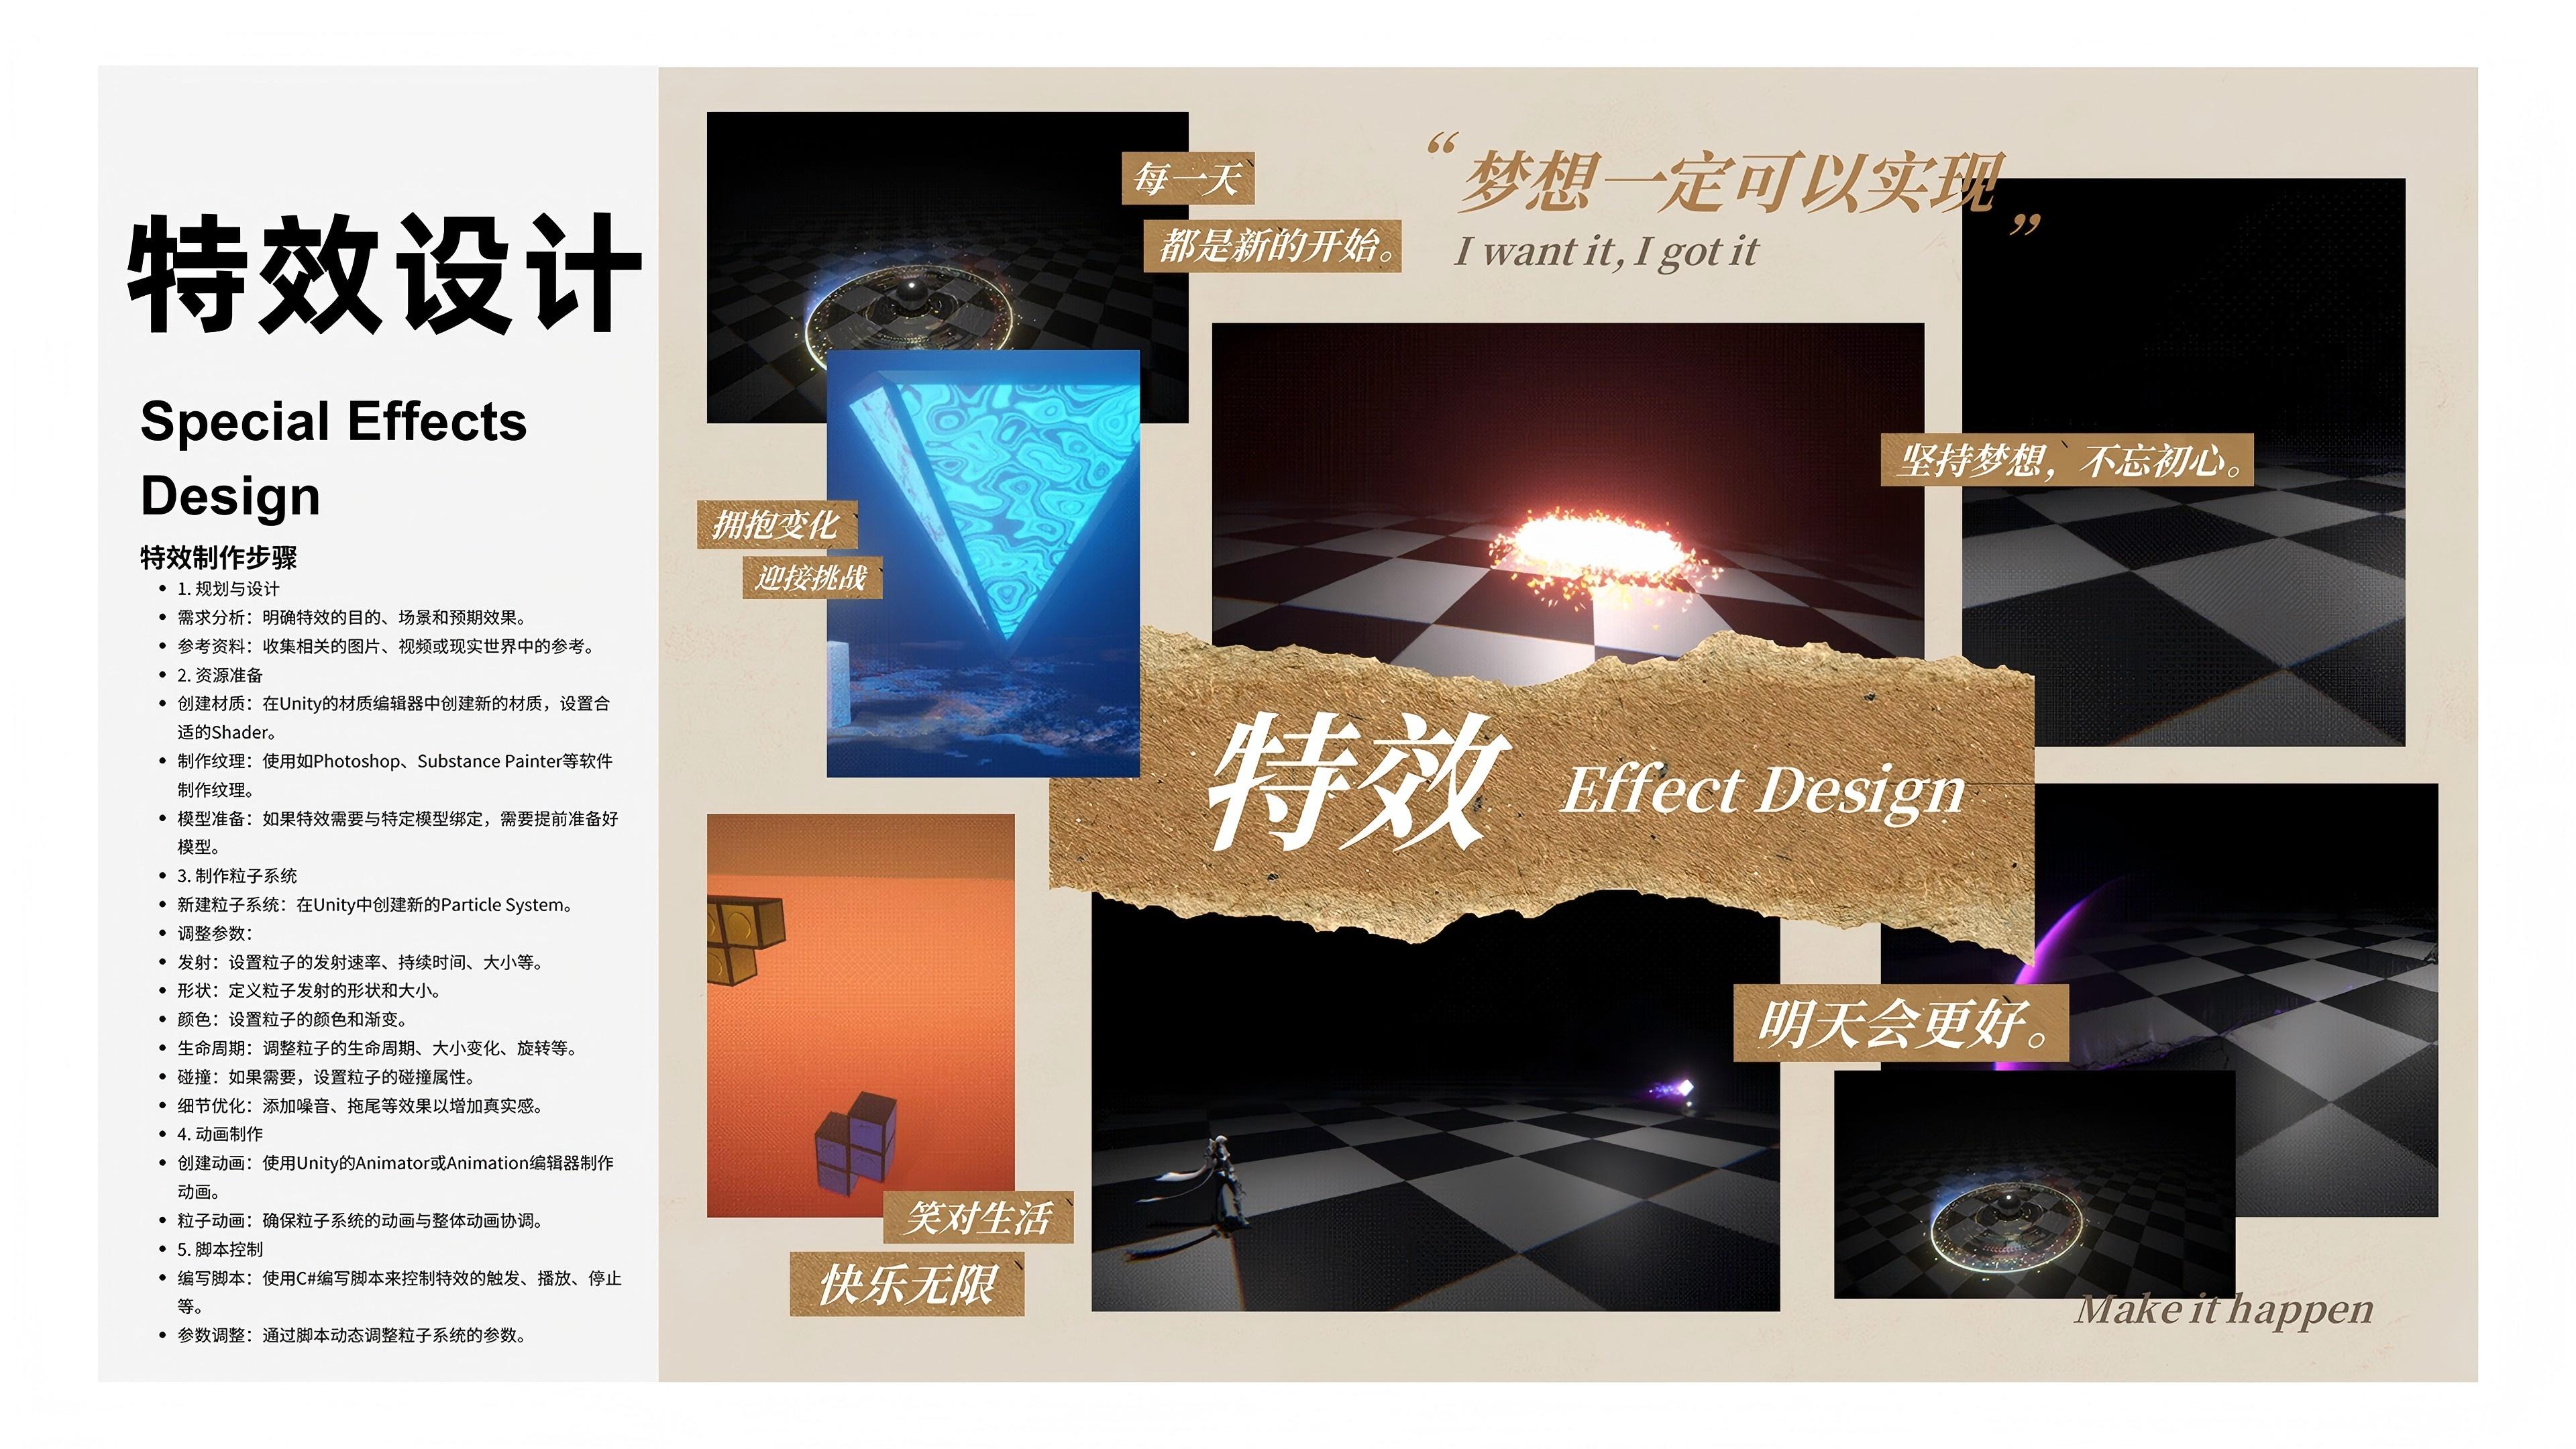 特效设计
Special Effects
Design
特效制作步骤
• 1. 规划与设计
• 需求分析：明确特效的目的、场景和预期效果。
• 参考资料：收集相关的图片、视频或现实世界中的参考。
• 2. 资源准备
• 创建材质：在Unity的材质编辑器中创建新的材质，设置合
适的Shader。
• 制作纹理：使用如Photoshop、Substance Painter等软件
制作纹理。
• 模型准备：如果特效需要与特定模型绑定，需要提前准备好
模型。
• 3. 制作粒子系统
• 新建粒子系统：在Unity中创建新的Particle System。
• 调整参数：
• 发射：设置粒子的发射速率、持续时间、大小等。
• 形状：定义粒子发射的形状和大小。
• 颜色：设置粒子的颜色和渐变。
• 生命周期：调整粒子的生命周期、大小变化、旋转等。
• 碰撞：如果需要，设置粒子的碰撞属性。
• 细节优化：添加噪音、拖尾等效果以增加真实感。
• 4. 动画制作
• 创建动画：使用Unity的Animator或Animation编辑器制作
动画。
• 粒子动画：确保粒子系统的动画与整体动画协调。
• 5. 脚本控制
• 编写脚本：使用C#编写脚本来控制特效的触发、播放、停止
等。
• 参数调整：通过脚本动态调整粒子系统的参数。
每一天
都是新的开始。
“梦想一定可以实现”
I want it, I got it
坚持梦想，不忘初心。
拥抱变化
迎接挑战
特效 Effect Design
明天会更好。
笑对生活
快乐无限
Make it happen